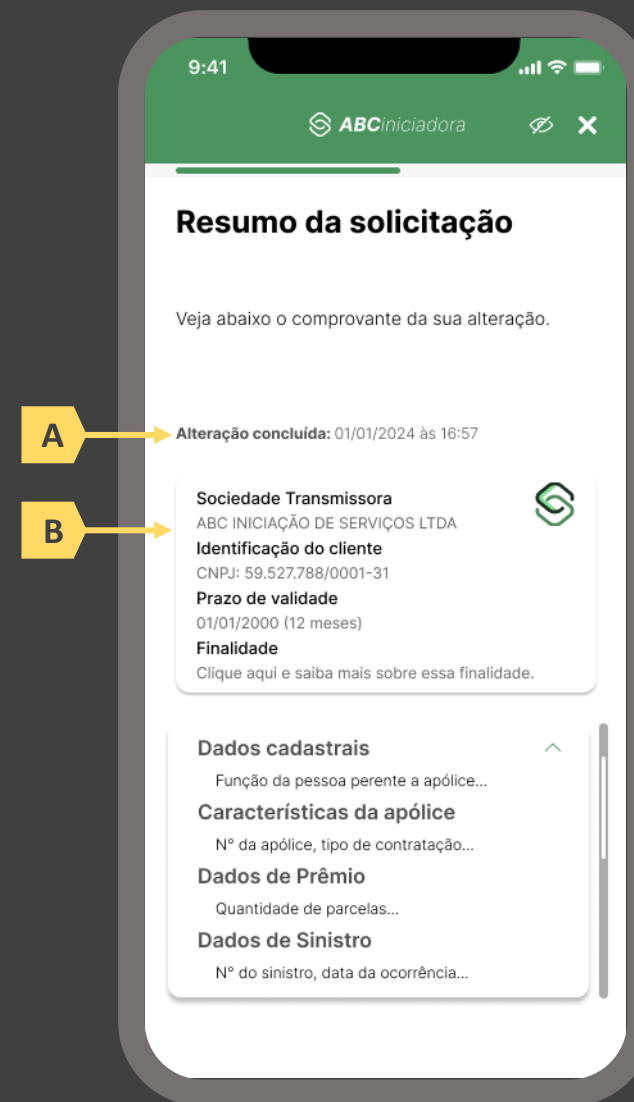 9:41
ABCiniciadora
Resumo da solicitação
Veja abaixo o comprovante da sua alteração.
A
Alteração concluída: 01/01/2024 às 16:57
B
Sociedade Transmissora
ABC INICIAÇÃO DE SERVIÇOS LTDA
Identificação do cliente
CNPJ: 59.527.788/0001-31
Prazo de validade
01/01/2000 (12 meses)
Finalidade
Clique aqui e saiba mais sobre essa finalidade.
Dados cadastrais
Função da pessoa perente a apólice...
Características da apólice
N° da apólice, tipo de contratação...
Dados de Prêmio
Quantidade de parcelas...
Dados de Sinistro
N° do sinistro, data da ocorrência...